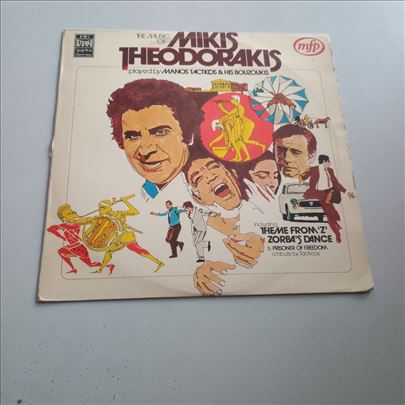 EMI
THE MUSIC OF
MIKIS
THEODORAKIS
played by MANOS TACTICOS & HIS BOUZOUKIS
mfp
including
THEME FROM 'Z'
ZORBA'S DANCE
& PRISONER OF FREEDOM
a tribute by Tacticos